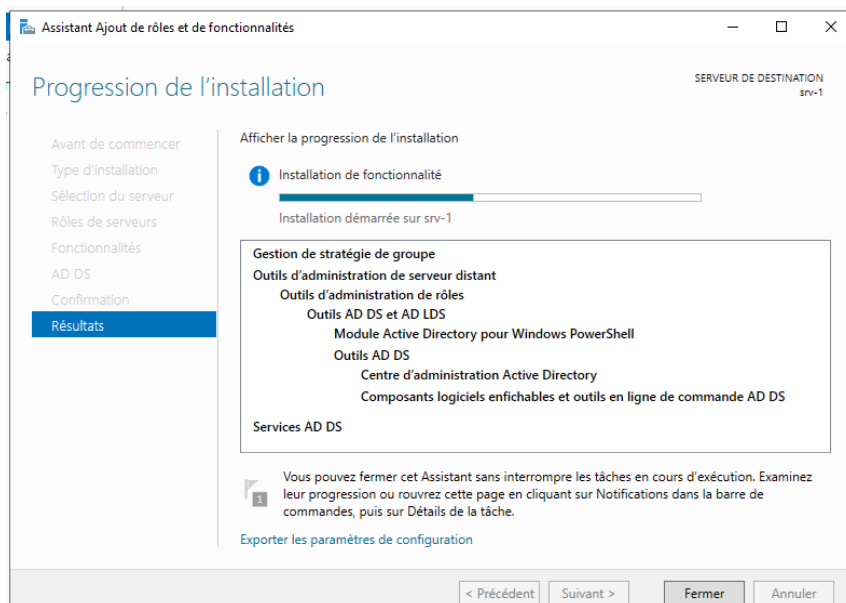 Assistant Ajout de rôles et de fonctionnalités
Progression de l'installation
SERVEUR DE DESTINATION
srv-1
Avant de commencer
Type d'installation
Sélection du serveur
Rôles de serveurs
Fonctionnalités
AD DS
Confirmation
Résultats
Afficher la progression de l'installation
Installation de fonctionnalité
Installation démarrée sur srv-1
Gestion de stratégie de groupe
Outils d'administration de serveur distant
Outils d'administration de rôles
Outils AD DS et AD LDS
Module Active Directory pour Windows PowerShell
Outils AD DS
Centre d'administration Active Directory
Composants logiciels enfichables et outils en ligne de commande AD DS
Services AD DS
1
Vous pouvez fermer cet Assistant sans interrompre les tâches en cours d'exécution. Examinez
leur progression ou rouvrez cette page en cliquant sur Notifications dans la barre de
commandes, puis sur Détails de la tâche.
Exporter les paramètres de configuration
< Précédent
Suivant >
Fermer
Annuler